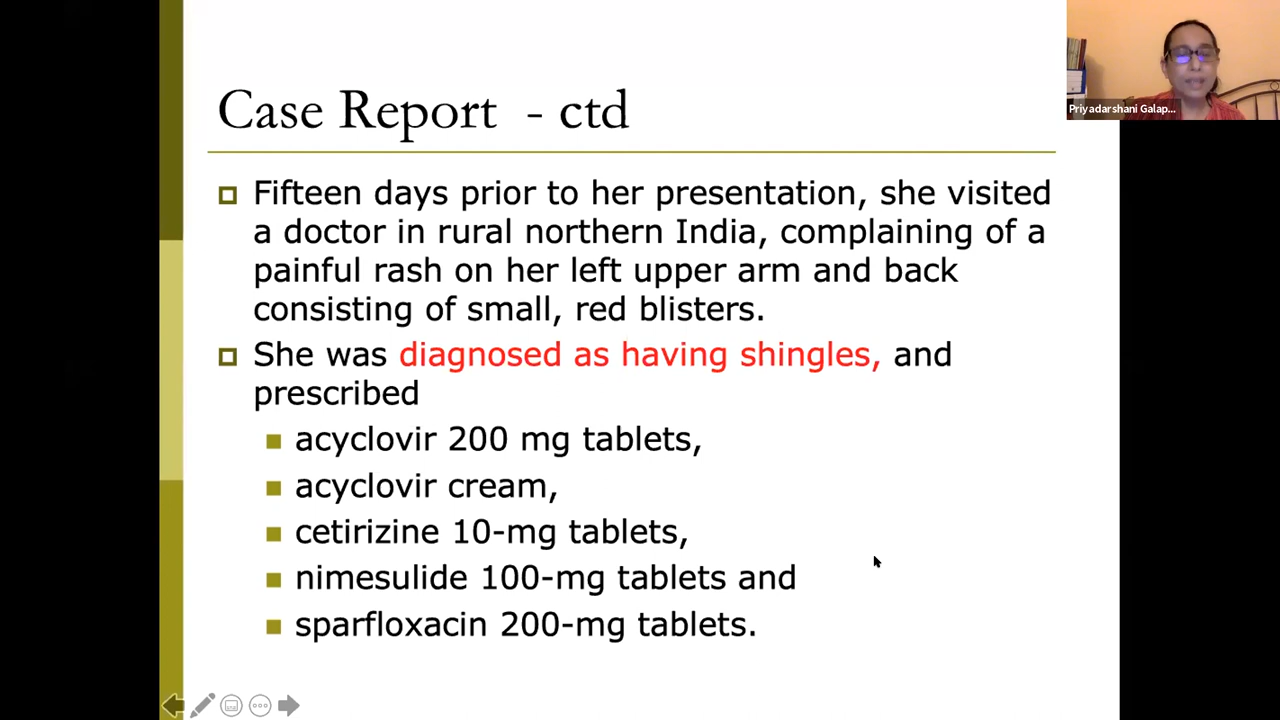 Case Report - ctd
Fifteen days prior to her presentation, she visited
a doctor in rural northern India, complaining of a
painful rash on her left upper arm and back
consisting of small, red blisters.
She was diagnosed as having shingles, and
prescribed
acyclovir 200 mg tablets,
acyclovir cream,
cetirizine 10-mg tablets,
nimesulide 100-mg tablets and
sparfloxacin 200-mg tablets.
Priyadarshani Galap...